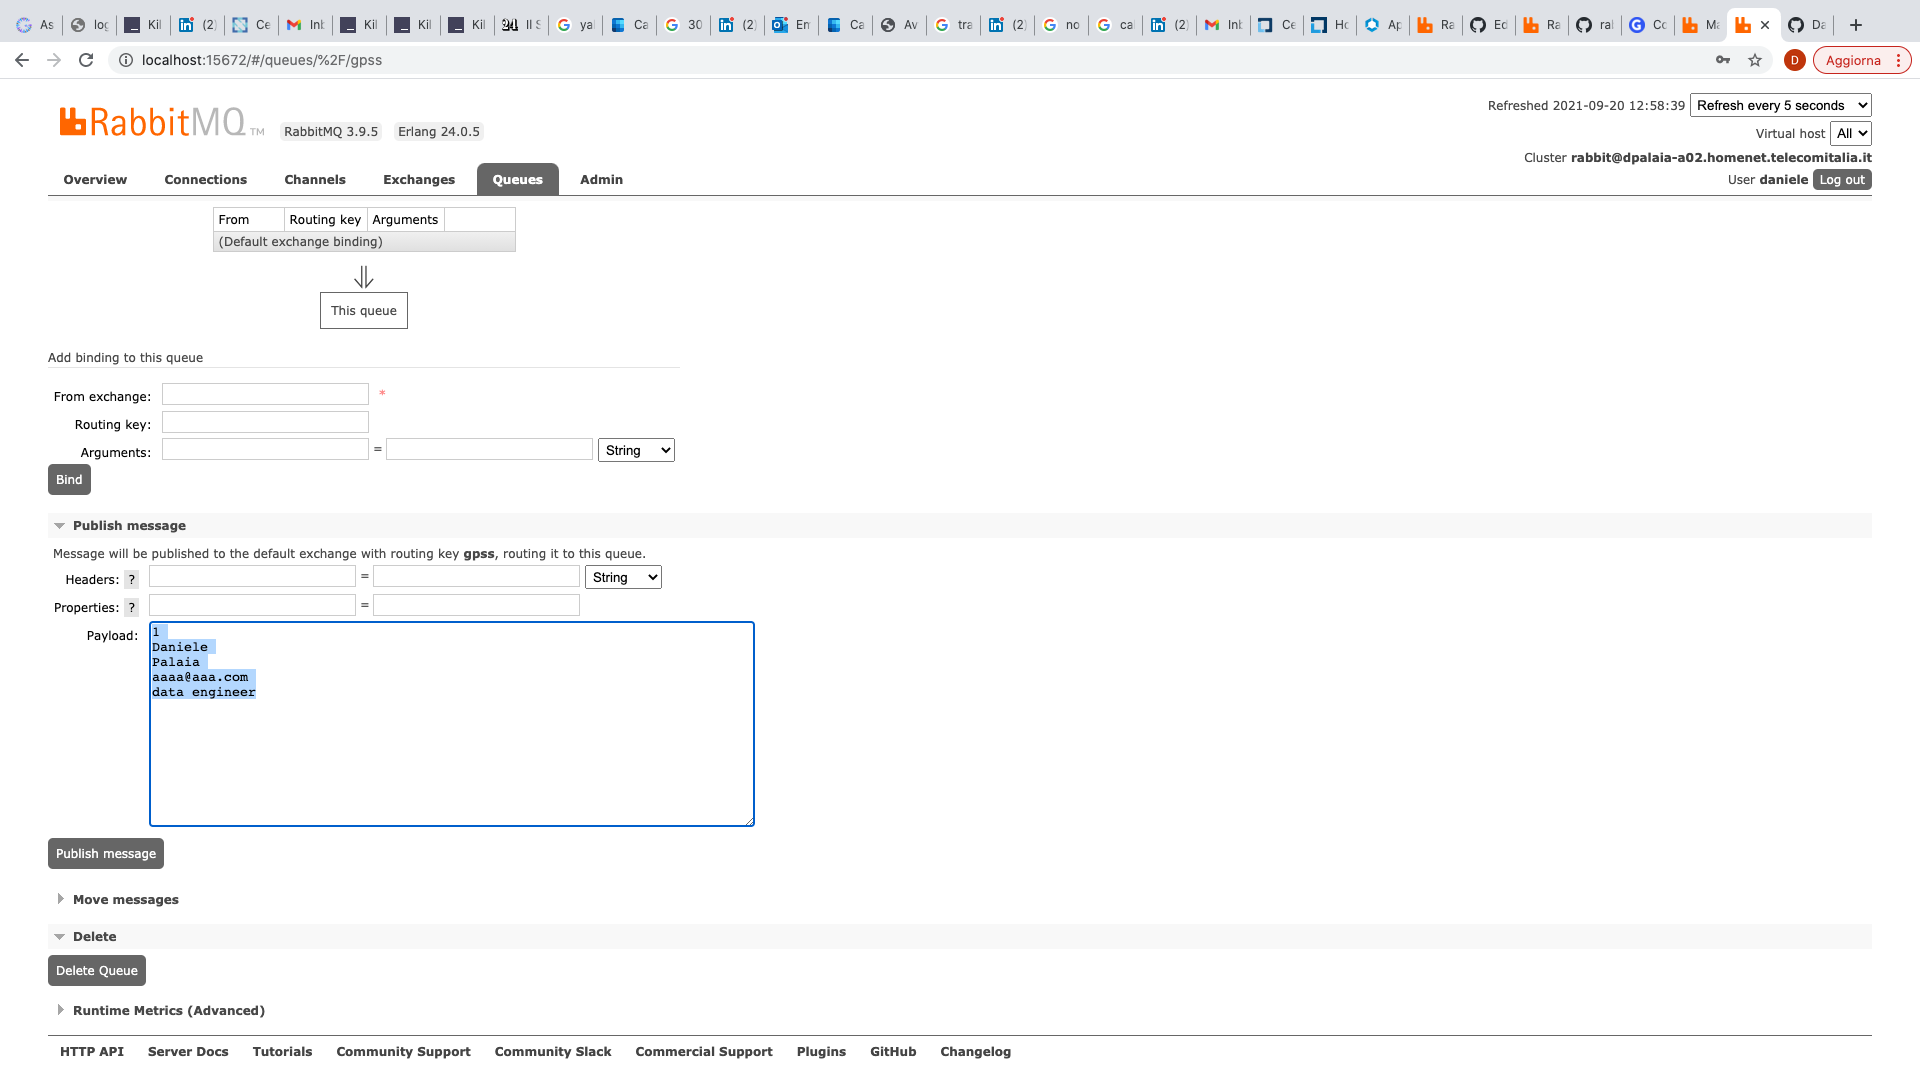 As
log
Kil
(2)
Ce
Inb
Kil
Kil
Kil
Il S
yal
Ca
30
(2)
Em
Ca
Av
tra
(2)
no
cal
(2)
Inb
Ce
Ho
Ap
Ra
Ed
Ra
ral
Co
Ma
Da
localhost:15672/#/queues/%2F/gpss
D
Aggiorna
RabbitMQ TM
RabbitMQ 3.9.5
Erlang 24.0.5
Refreshed 2021-09-20 12:58:39 Refresh every 5 seconds
Virtual host All
Cluster rabbit@dpalaia-a02.homenet.telecomitalia.it
User daniele Log out
Overview Connections Channels Exchanges Queues Admin
From Routing key Arguments
(Default exchange binding)
⇓
This queue
Add binding to this queue
From exchange: *
Routing key:
Arguments: = String
Bind
Publish message
Message will be published to the default exchange with routing key gpss, routing it to this queue.
Headers: ? = String
Properties: ? =
Payload:
1
Daniele
Palaia
aaaa@aaa.com
data engineer
Publish message
Move messages
Delete
Delete Queue
Runtime Metrics (Advanced)
HTTP API Server Docs Tutorials Community Support Community Slack Commercial Support Plugins GitHub Changelog